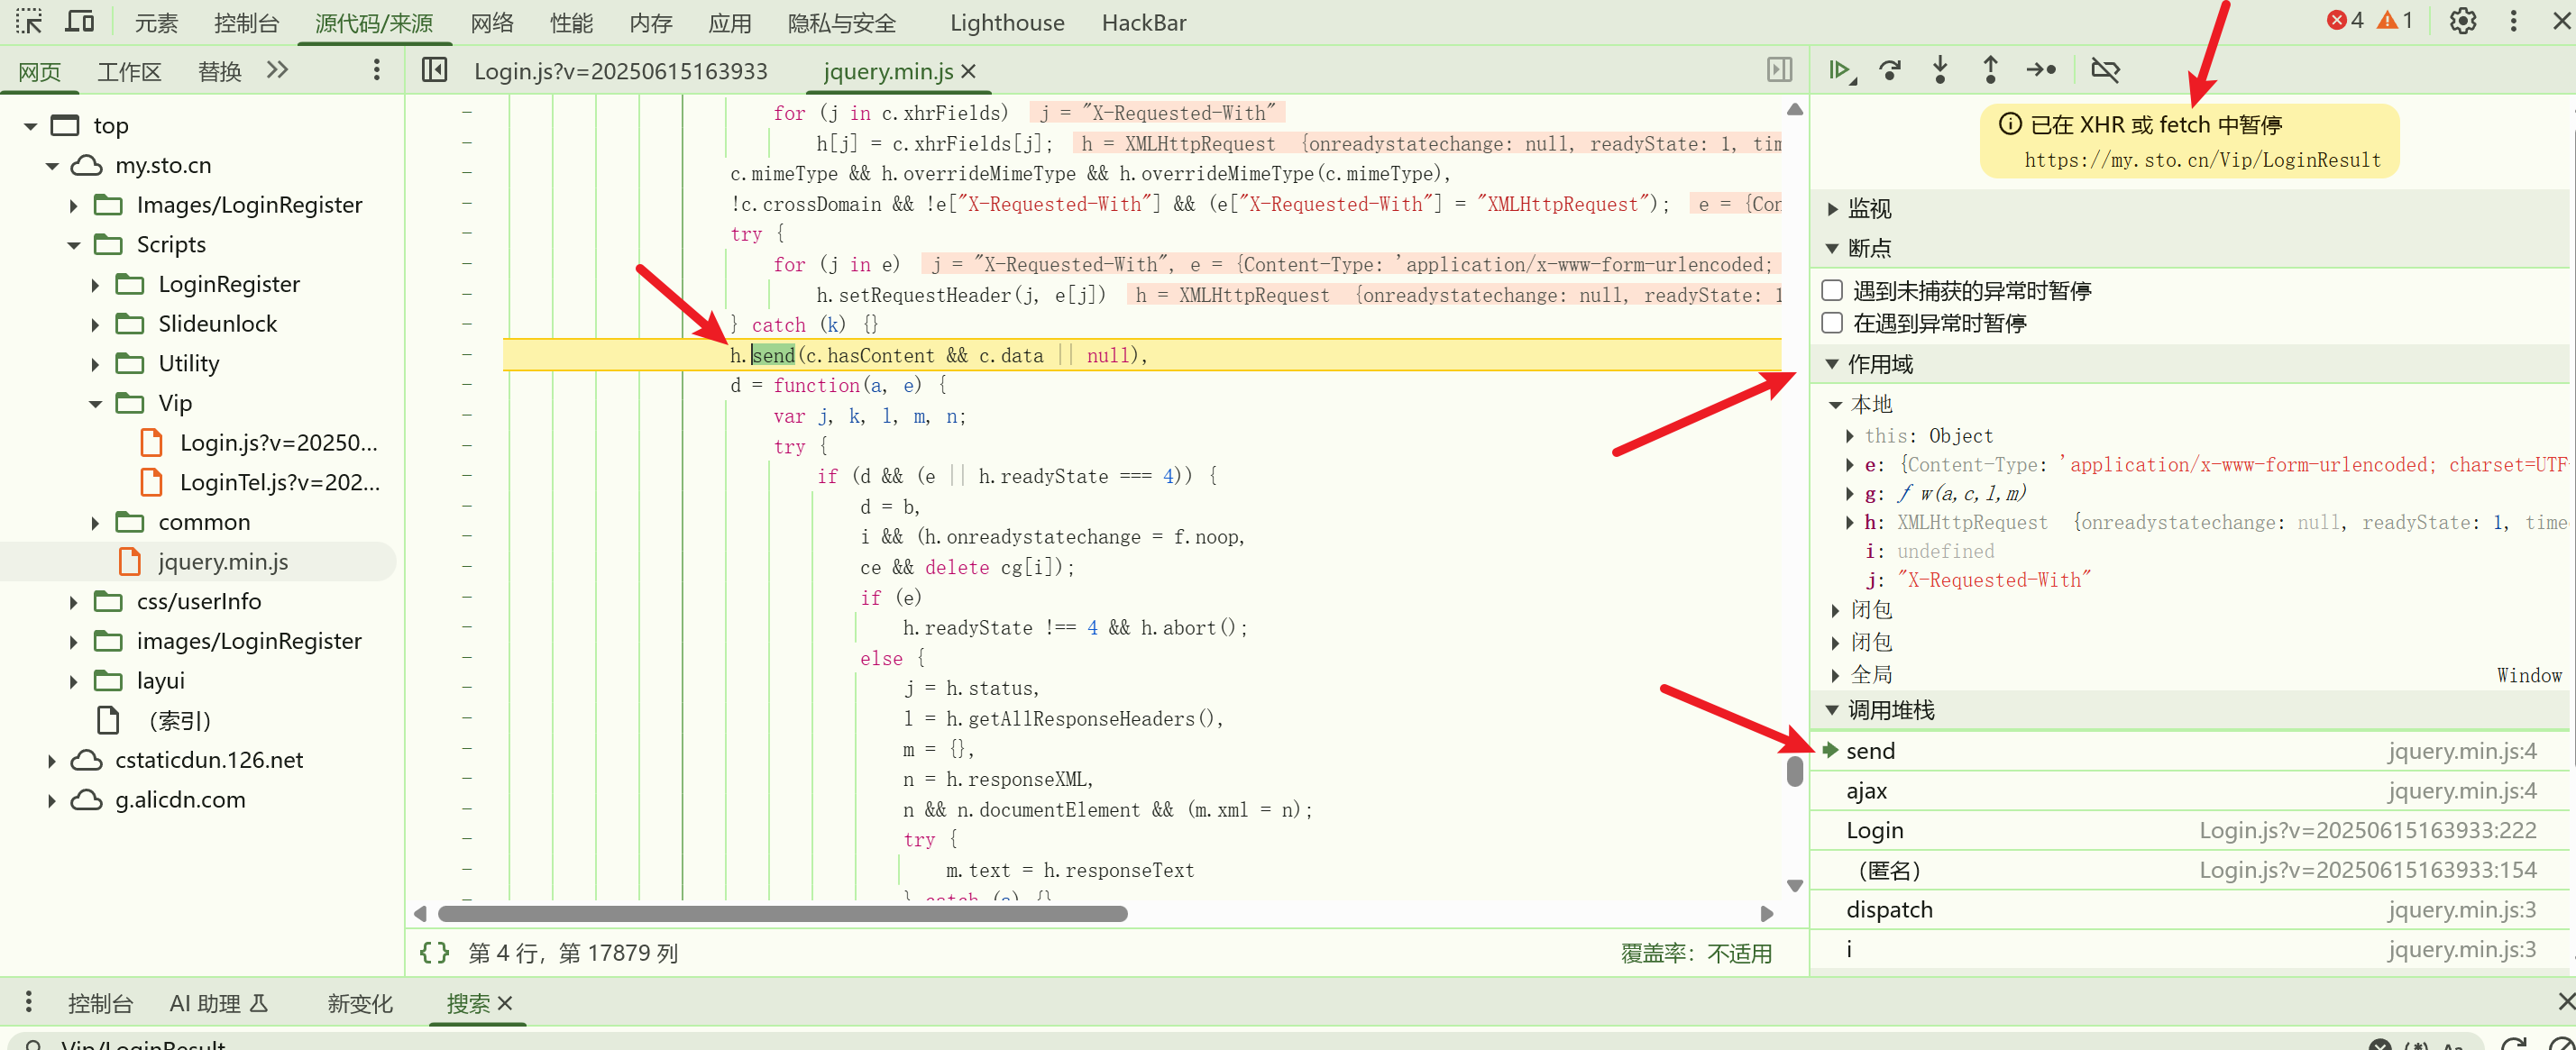 元素 控制台 源代码/来源 网络 性能 内存 应用 隐私与安全 Lighthouse HackBar 4 1
网页 工作区 替换
Login.js?v=20250615163933 jquery.min.js
top
my.sto.cn
Images/LoginRegister
Scripts
LoginRegister
Slideunlock
Utility
Vip
Login.js?v=20250...
LoginTel.js?v=202...
common
jquery.min.js
css/userInfo
images/LoginRegister
layui
（索引）
cstaticdun.126.net
g.alicdn.com
for (j in c.xhrFields) j = "X-Requested-With"
h[j] = c.xhrFields[j]; h = XMLHttpRequest {onreadystatechange: null, readyState: 1, tim
c.mimeType && h.overrideMimeType && h.overrideMimeType(c.mimeType),
!c.crossDomain && !e["X-Requested-With"] && (e["X-Requested-With"] = "XMLHttpRequest"); e = {Con
try {
for (j in e) j = "X-Requested-With", e = {Content-Type: 'application/x-www-form-urlencoded;
h.setRequestHeader(j, e[j]) h = XMLHttpRequest {onreadystatechange: null, readyState: 1
} catch (k) {}
h.send(c.hasContent && c.data || null),
d = function(a, e) {
var j, k, l, m, n;
try {
if (d && (e || h.readyState === 4)) {
d = b,
i && (h.onreadystatechange = f.noop,
ce && delete cg[i]);
if (e)
h.readyState !== 4 && h.abort();
else {
j = h.status,
l = h.getAllResponseHeaders(),
m = {},
n = h.responseXML,
n && n.documentElement && (m.xml = n);
try {
m.text = h.responseText
{} 第 4 行，第 17879 列 覆盖率：不适用
已在 XHR 或 fetch 中暂停
https://my.sto.cn/Vip/LoginResult
监视
断点
遇到未捕获的异常时暂停
在遇到异常时暂停
作用域
本地
this: Object
e: {Content-Type: 'application/x-www-form-urlencoded; charset=UTF
g: ƒ w(a,c,l,m)
h: XMLHttpRequest {onreadystatechange: null, readyState: 1, time
i: undefined
j: "X-Requested-With"
闭包
闭包
全局 Window
调用堆栈
send jquery.min.js:4
ajax jquery.min.js:4
Login Login.js?v=20250615163933:222
（匿名） Login.js?v=20250615163933:154
dispatch jquery.min.js:3
i jquery.min.js:3
控制台 AI 助理 新变化 搜索
Vip/LoginResult